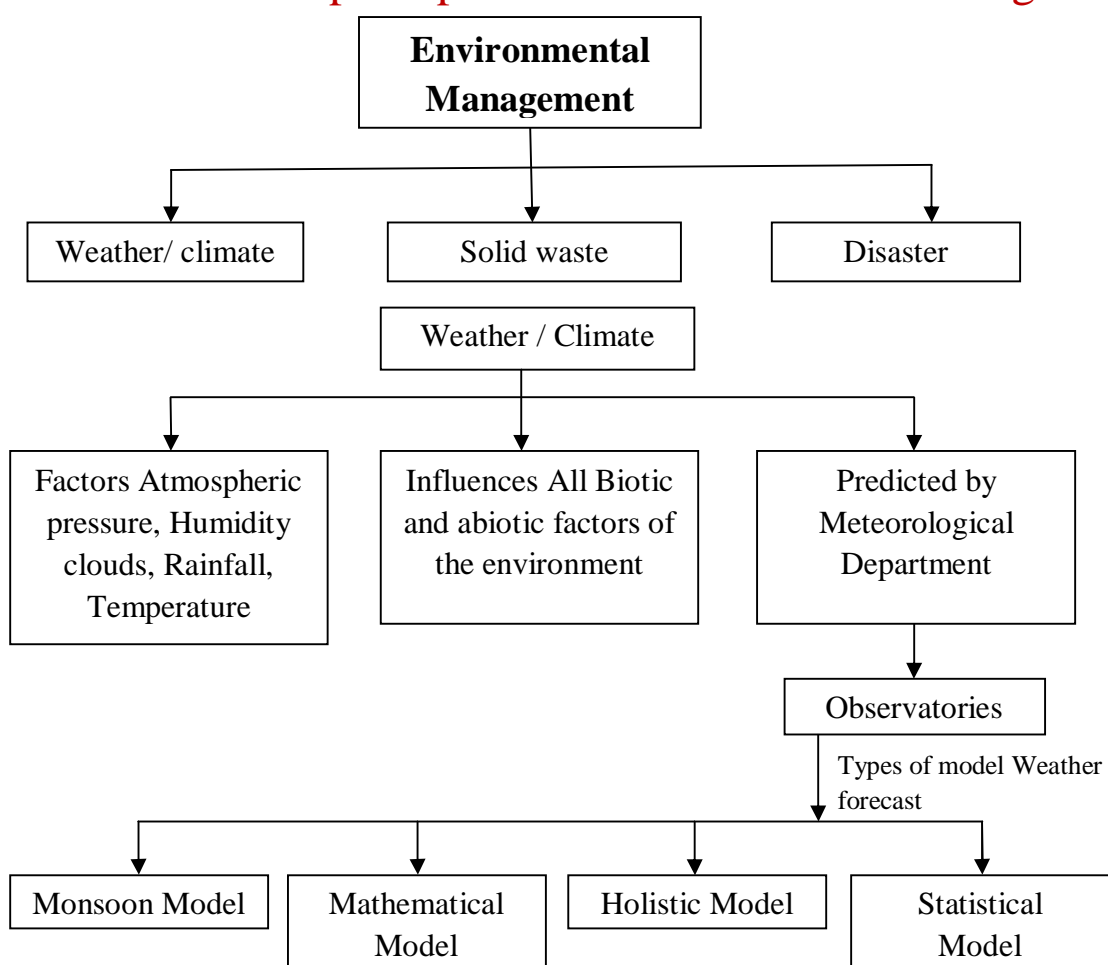 Environmental
Management
Weather/ climate
Solid waste
Disaster
Weather / Climate
Factors Atmospheric
pressure, Humidity
clouds, Rainfall,
Temperature
Influences All Biotic
and abiotic factors of
the environment
Predicted by
Meteorological
Department
Observatories
Types of model Weather
forecast
Monsoon Model
Mathematical
Model
Holistic Model
Statistical
Model